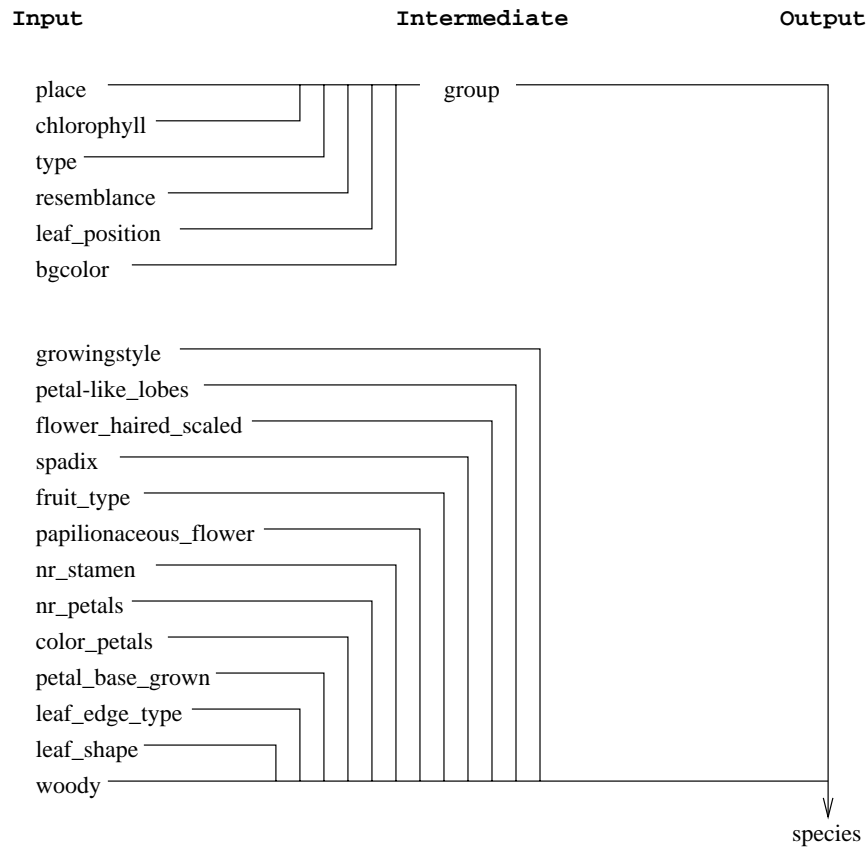 Input Intermediate Output
place group
chlorophyll
type
resemblance
leaf_position
bgcolor
growingstyle
petal-like_lobes
flower_haired_scaled
spadix
fruit_type
papilionaceous_flower
nr_stamen
nr_petals
color_petals
petal_base_grown
leaf_edge_type
leaf_shape
woody
species